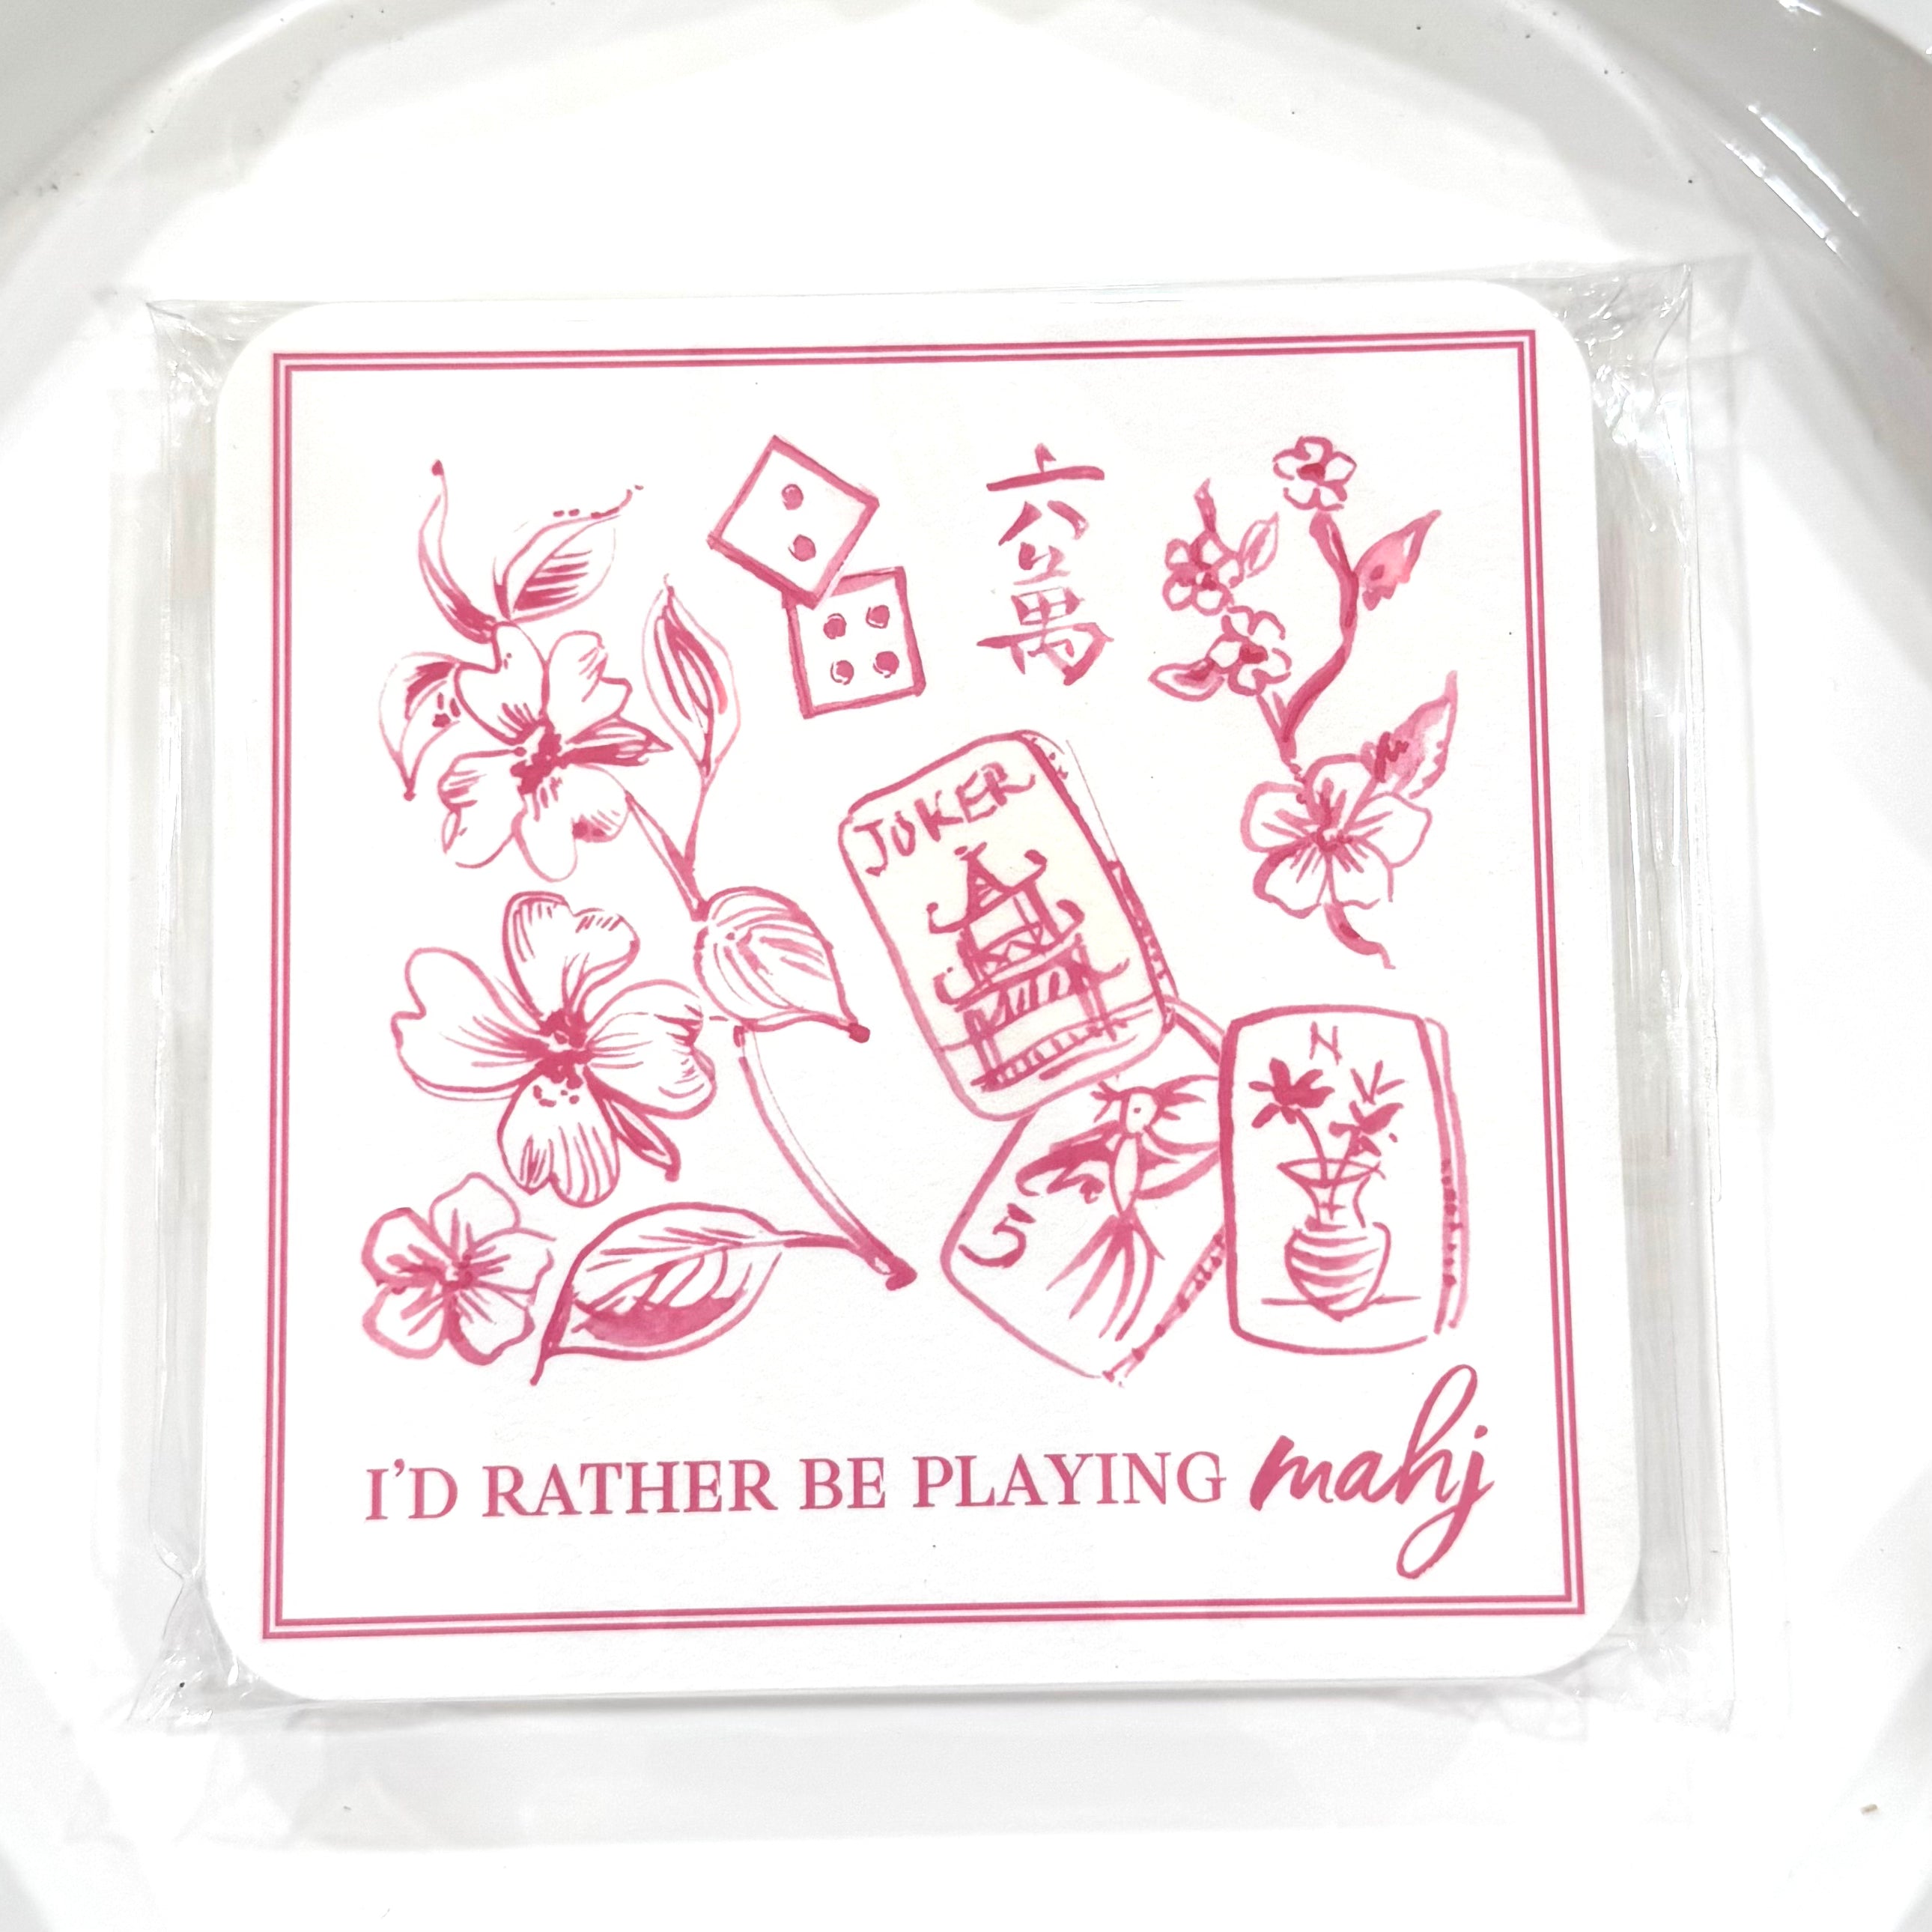 六
萬
JOKER
5
N
I'D RATHER BE PLAYING mahj